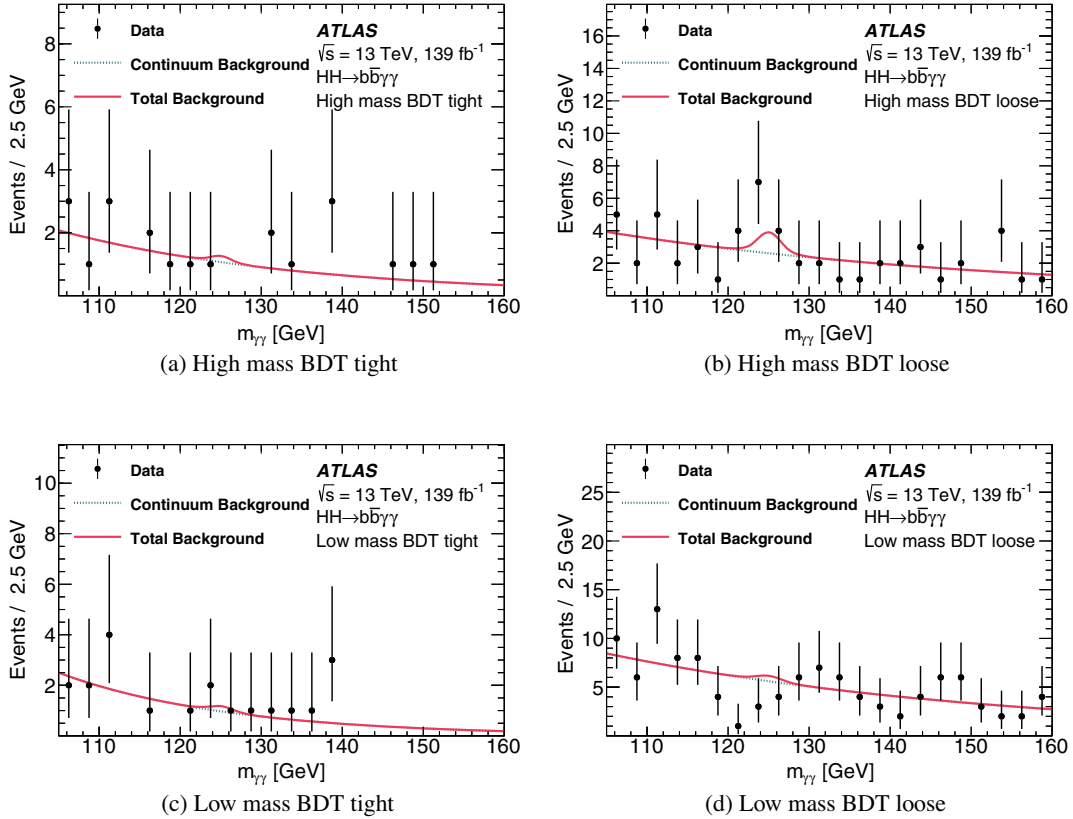 Data
Continuum Background
Total Background
ATLAS
√s = 13 TeV, 139 fb⁻¹
HH→bb̅γγ
High mass BDT tight
Events / 2.5 GeV
8
6
4
2
110 120 130 140 150 160
mγγ [GeV]
(a) High mass BDT tight
Data
Continuum Background
Total Background
ATLAS
√s = 13 TeV, 139 fb⁻¹
HH→bb̅γγ
High mass BDT loose
Events / 2.5 GeV
16
14
12
10
8
6
4
2
110 120 130 140 150 160
mγγ [GeV]
(b) High mass BDT loose
Data
Continuum Background
Total Background
ATLAS
√s = 13 TeV, 139 fb⁻¹
HH→bb̅γγ
Low mass BDT tight
Events / 2.5 GeV
10
8
6
4
2
110 120 130 140 150 160
mγγ [GeV]
(c) Low mass BDT tight
Data
Continuum Background
Total Background
ATLAS
√s = 13 TeV, 139 fb⁻¹
HH→bb̅γγ
Low mass BDT loose
Events / 2.5 GeV
25
20
15
10
5
110 120 130 140 150 160
mγγ [GeV]
(d) Low mass BDT loose